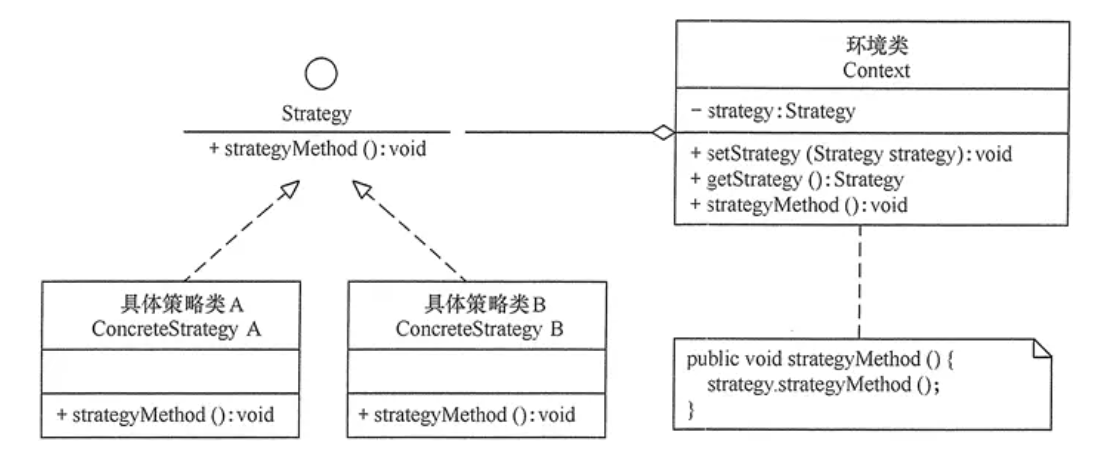 Strategy
+ strategyMethod():void
环境类
Context
- strategy:Strategy
+ setStrategy(Strategy strategy):void
+ getStrategy():Strategy
+ strategyMethod():void
具体策略类A
ConcreteStrategy A
+ strategyMethod():void
具体策略类B
ConcreteStrategy B
+ strategyMethod():void
public void strategyMethod(){
strategy.strategyMethod();
}